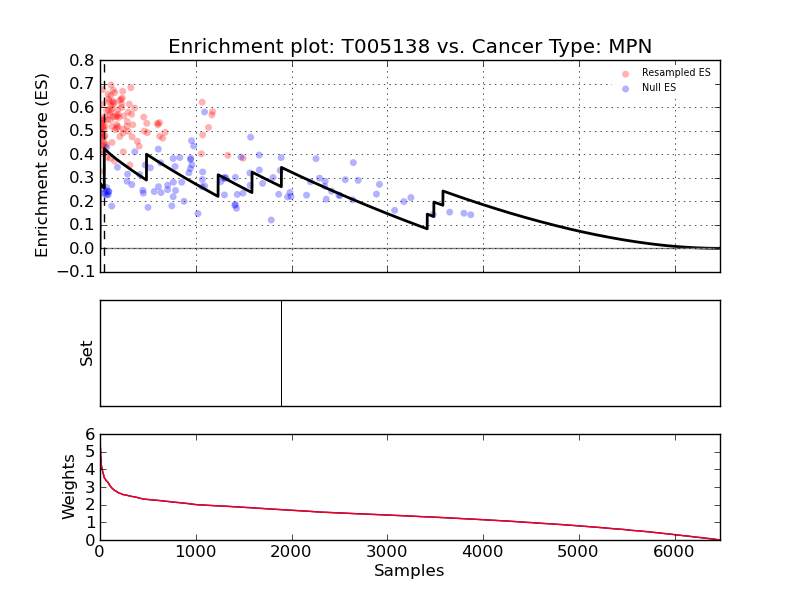 Enrichment plot: T005138 vs. Cancer Type: MPN
Enrichment score (ES)
0.8
0.7
0.6
0.5
0.4
0.3
0.2
0.1
0.0
−0.1
Resampled ES
Null ES
Set
Weights
6
5
4
3
2
1
0
0 1000 2000 3000 4000 5000 6000
Samples